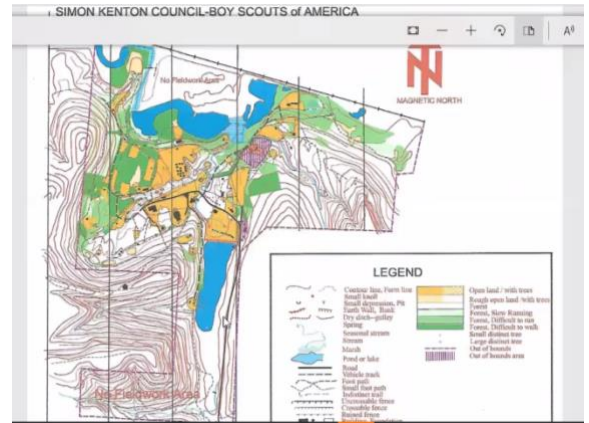 SIMON KENTON COUNCIL-BOY SCOUTS of AMERICA
No Fieldwork Area
MAGNETIC NORTH
LEGEND
Contour line, Form line
Small knoll
Small depression, Pit
Earth Wall, Bank
Dry ditch-gulley
Spring
Seasonal stream
Stream
Marsh
Pond or lake
Road
Vehicle track
Foot path
Small foot path
Indistinct trail
Uncrossable fence
Crossable fence
Ruined fence
Open land / with trees
Rough open land /with trees
Forest
Forest, Slow Running
Forest, Difficult to run
Forest, Difficult to walk
Small distinct tree
Large distinct tree
Out of bounds
Out of bounds area
No Fieldwork Area